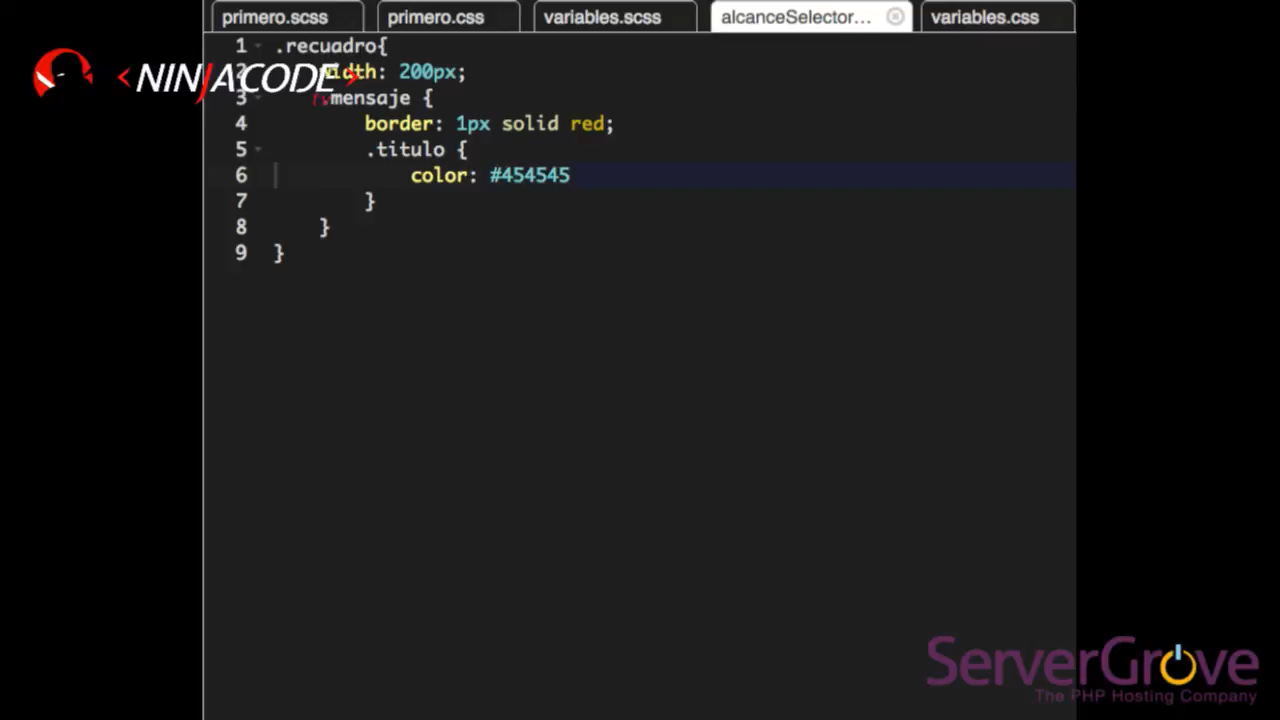 primero.scss primero.css variables.scss alcanceSelector... variables.css
1 .recuadro{
2 width: 200px;
<NINJACODE>
3 mensaje {
4 border: 1px solid red;
5 .titulo {
6 color: #454545
7 }
8 }
9 }
ServerGrove
The PHP Hosting Company